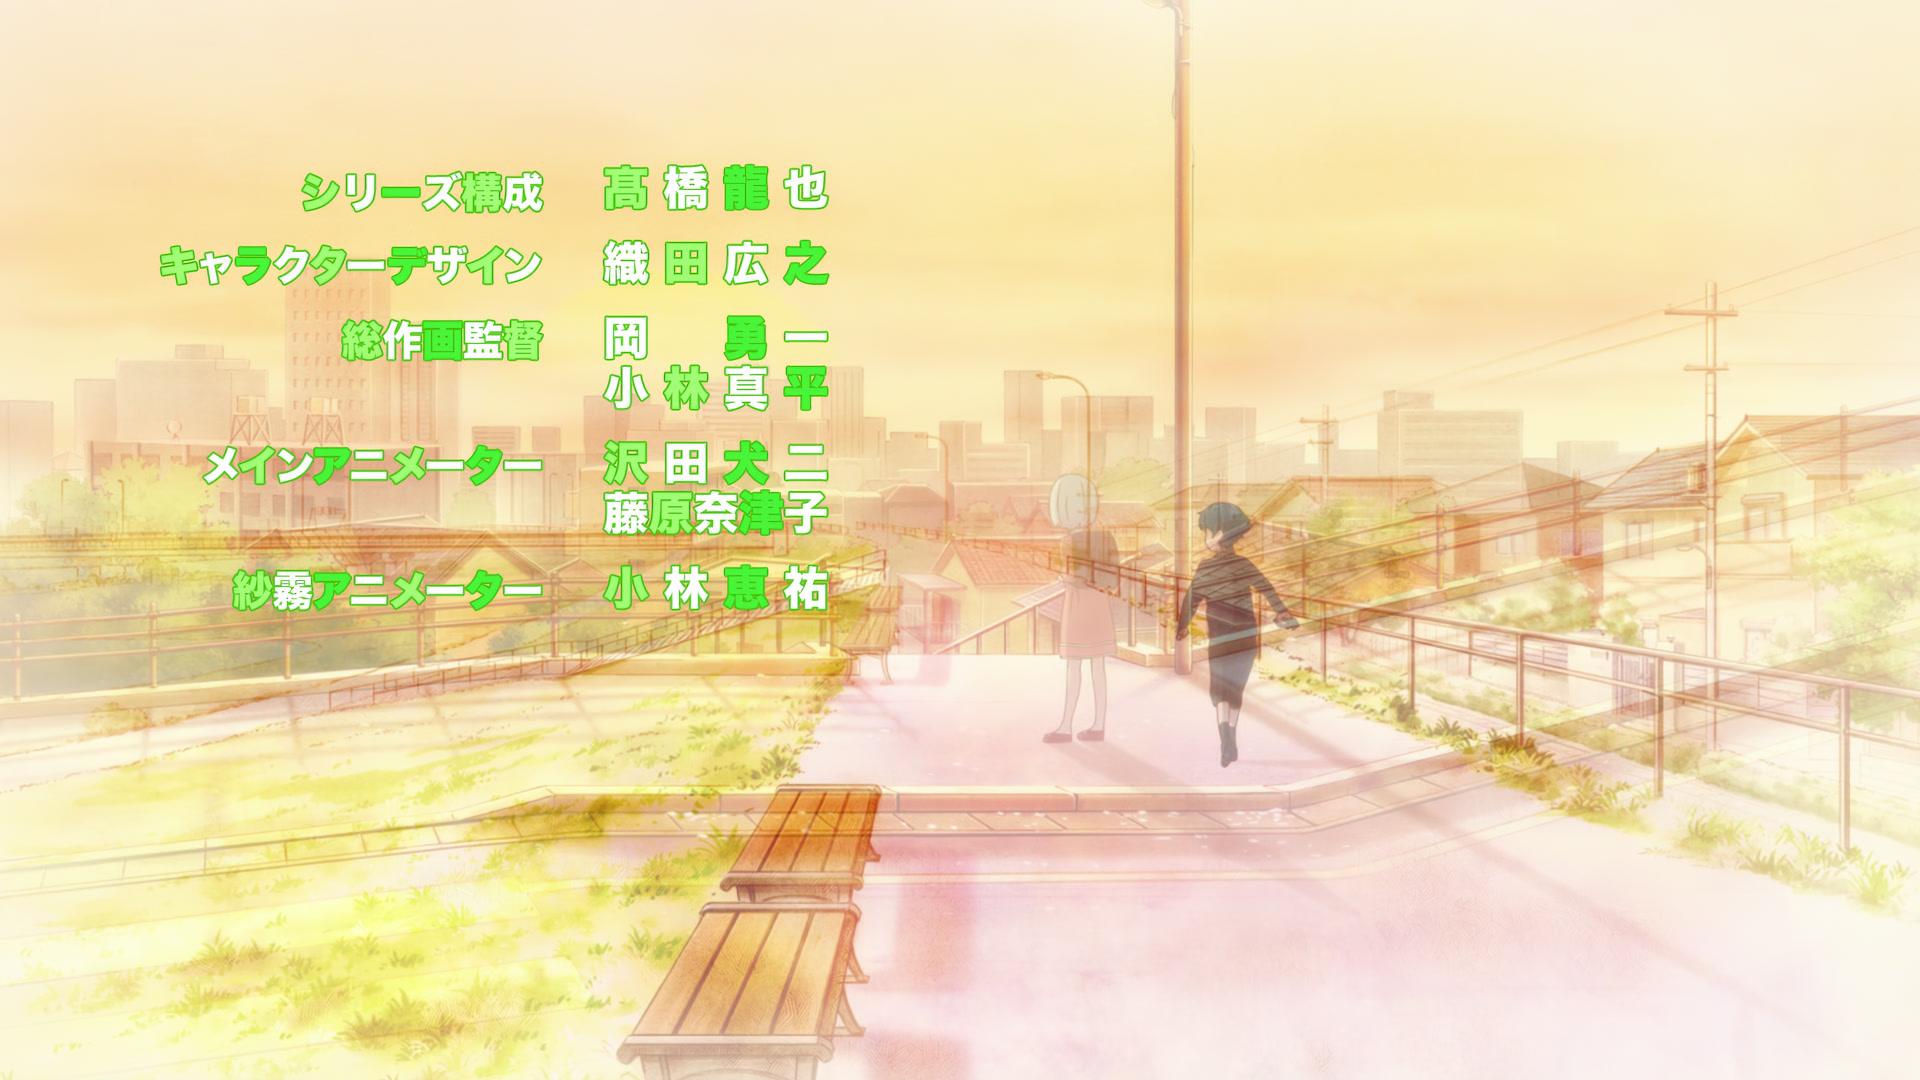 シリーズ構成 髙橋龍也
キャラクターデザイン 織田広之
総作画監督 岡 勇一
小林真平
メインアニメーター 沢田犬二
藤原奈津子
紗霧アニメーター 小林恵祐